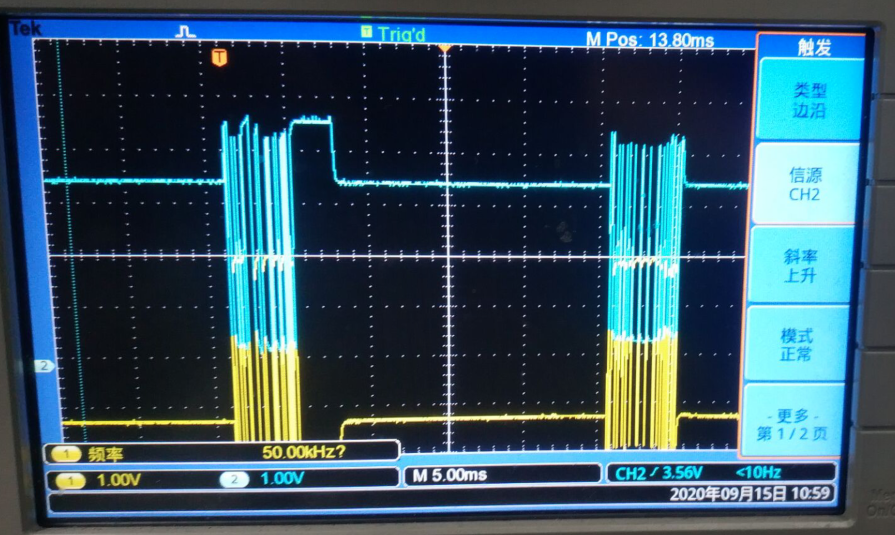 Tek
T Trig'd
M Pos: 13.80ms
触发
T
类型
边沿
信源
CH2
斜率
上升
模式
正常
- 更多 -
第 1 / 2 页
2
1 频率 50.00kHz?
1 1.00V 2 1.00V M 5.00ms CH2 ∕ 3.56V <10Hz
2020年09月15日 10:59